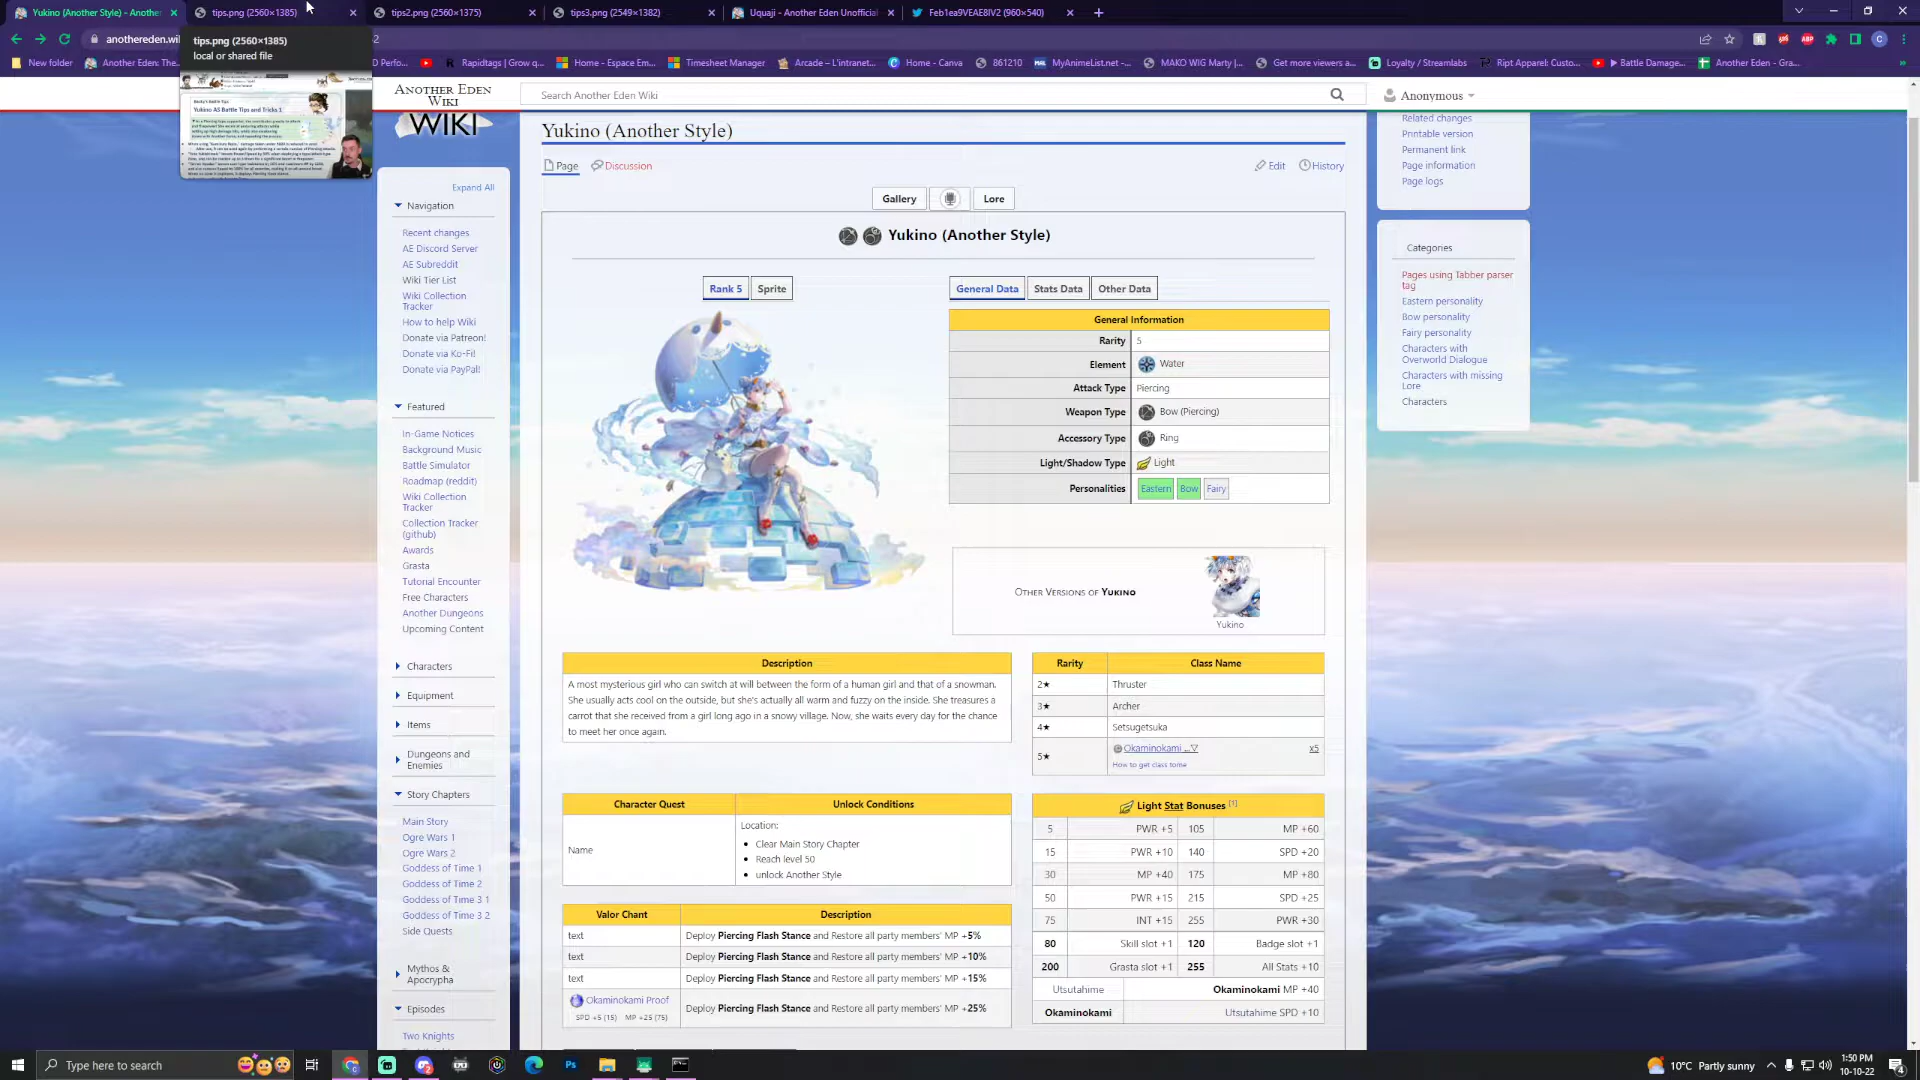 Yukino (Another Style) - Another
tips.png (2560×1385)
tips2.png (2560×1375)
tips3.png (2549×1382)
Uquaji - Another Eden Unofficial
Feb1ea9VEAE8IV2 (960×540)
anothereden.wi
tips.png (2560×1385)
local or shared file
New folder
Another Eden: The
D Perfo...
Rapidtags | Grow q...
Home - Espace Em...
Timesheet Manager
Arcade – L'intranet...
Home - Canva
861210
MyAnimeList.net -...
MAKO WIG Marty |...
Get more viewers a...
Loyalty / Streamlabs
Ript Apparel: Custo...
Battle Damage...
Another Eden - Gra...
Yukino AS Battle Tips and Tricks 1
Another Eden
Wiki
WIKI
Search Another Eden Wiki
Anonymous
Yukino (Another Style)
Page
Discussion
Edit
History
Gallery
Lore
Yukino (Another Style)
Rank 5
Sprite
General Data
Stats Data
Other Data
General Information
Rarity 5
Element Water
Attack Type Piercing
Weapon Type Bow (Piercing)
Accessory Type Ring
Light/Shadow Type Light
Personalities Eastern Bow Fairy
Other Versions of Yukino
Yukino
Description
A most mysterious girl who can switch at will between the form of a human girl and that of a snowman.
She usually acts cool on the outside, but she's actually all warm and fuzzy on the inside. She treasures a
carrot that she received from a girl long ago in a snowy village. Now, she waits every day for the chance
to meet her once again.
Rarity Class Name
2★ Thruster
3★ Archer
4★ Setsugetsuka
5★ Okaminokami ...▽ x5
How to get class tome
Character Quest Unlock Conditions
Name
Location:
Clear Main Story Chapter
Reach level 50
unlock Another Style
Light Stat Bonuses [1]
5 PWR +5 105 MP +60
15 PWR +10 140 SPD +20
30 MP +40 175 MP +80
50 PWR +15 215 SPD +25
75 INT +15 255 PWR +30
80 Skill slot +1 120 Badge slot +1
200 Grasta slot +1 255 All Stats +10
Utsutahime Okaminokami MP +40
Okaminokami Utsutahime SPD +10
Valor Chant Description
text Deploy Piercing Flash Stance and Restore all party members' MP +5%
text Deploy Piercing Flash Stance and Restore all party members' MP +10%
text Deploy Piercing Flash Stance and Restore all party members' MP +15%
Okaminokami Proof Deploy Piercing Flash Stance and Restore all party members' MP +25%
SPD +5 (15) MP +25 (75)
Expand All
Navigation
Recent changes
AE Discord Server
AE Subreddit
Wiki Tier List
Wiki Collection
Tracker
How to help Wiki
Donate via Patreon!
Donate via Ko-Fi!
Donate via PayPal!
Featured
In-Game Notices
Background Music
Battle Simulator
Roadmap (reddit)
Wiki Collection
Tracker
Collection Tracker
(github)
Awards
Grasta
Tutorial Encounter
Free Characters
Another Dungeons
Upcoming Content
Characters
Equipment
Items
Dungeons and
Enemies
Story Chapters
Main Story
Ogre Wars 1
Ogre Wars 2
Goddess of Time 1
Goddess of Time 2
Goddess of Time 3 1
Goddess of Time 3 2
Side Quests
Mythos &
Apocrypha
Episodes
Two Knights
Related changes
Printable version
Permanent link
Page information
Page logs
Categories
Pages using Tabber parser
tag
Eastern personality
Bow personality
Fairy personality
Characters with
Overworld Dialogue
Characters with missing
Lore
Characters
Type here to search
10°C Partly sunny
1:50 PM
10-10-22